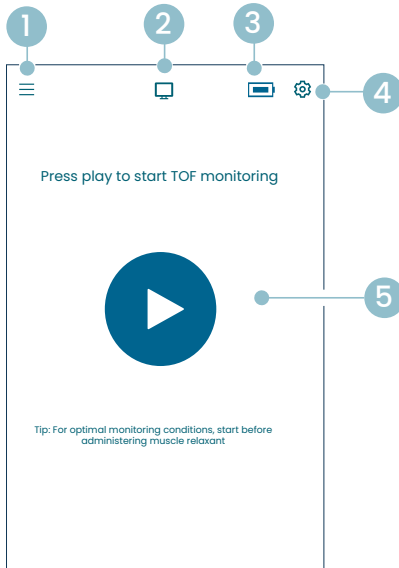 1
2
3
4
Press play to start TOF monitoring
5
Tip: For optimal monitoring conditions, start before
administering muscle relaxant